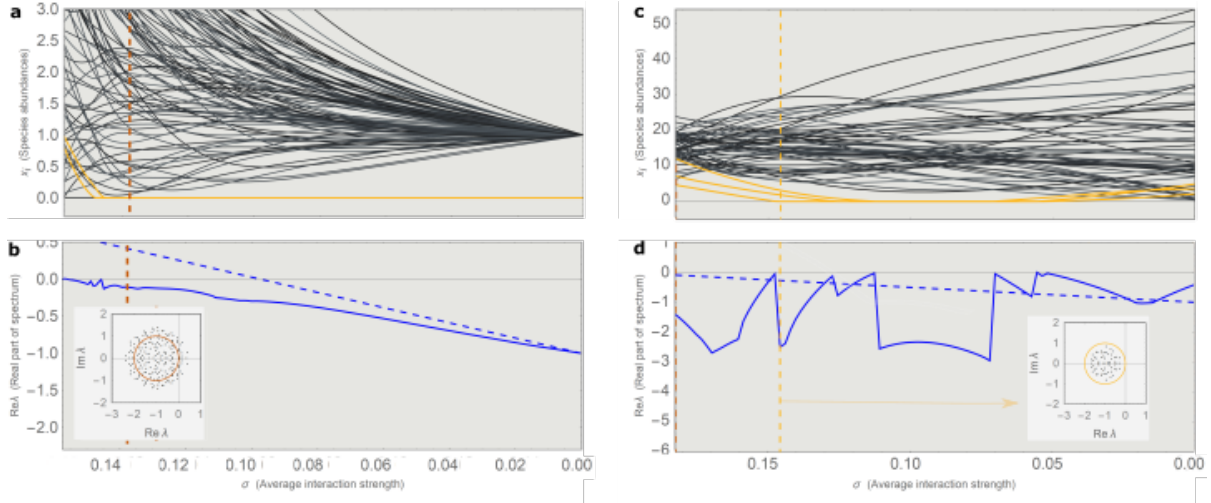 a
3.0
2.5
2.0
1.5
1.0
0.5
0.0
xᵢ (Species abundances)
b
0.5
0.0
−0.5
−1.0
−1.5
−2.0
Reλ (Real part of spectrum)
2
1
0
−1
−2
Im λ
−3 −2 −1 0 1
Re λ
0.14 0.12 0.10 0.08 0.06 0.04 0.02 0.00
σ (Average interaction strength)
c
50
40
30
20
10
0
xᵢ (Species abundances)
d
1
0
−1
−2
−3
−4
−5
−6
Reλ (Real part of spectrum)
2
1
0
−1
−2
Im λ
−3 −2 −1 0 1
Re λ
0.15 0.10 0.05 0.00
σ (Average interaction strength)